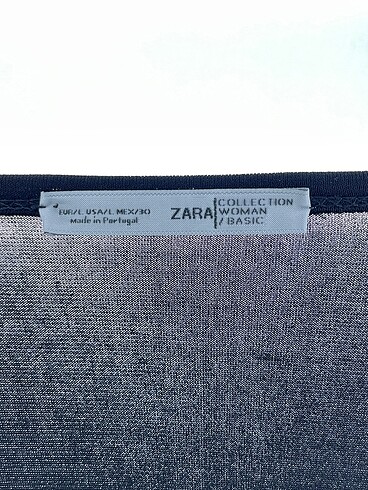 EUR/L USA/L MEX/30
Made in Portugal
ZARA
COLLECTION
WOMAN
/ BASIC